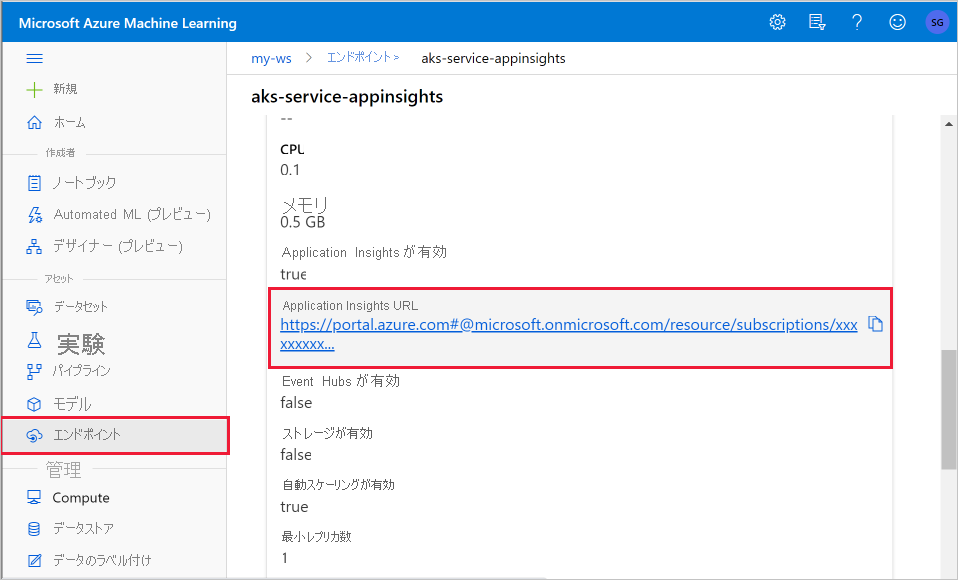 Microsoft Azure Machine Learning
SG
my-ws > エンドポイント > aks-service-appinsights
新規
ホーム
作成者
ノートブック
Automated ML (プレビュー)
デザイナー (プレビュー)
アセット
データセット
実験
パイプライン
モデル
エンドポイント
管理
Compute
データストア
データのラベル付け
aks-service-appinsights
--
CPU
0.1
メモリ
0.5 GB
Application Insights が有効
true
Application Insights URL
https://portal.azure.com#@microsoft.onmicrosoft.com/resource/subscriptions/xxx
xxxxxxx...
Event Hubs が有効
false
ストレージが有効
false
自動スケーリングが有効
true
最小レプリカ数
1